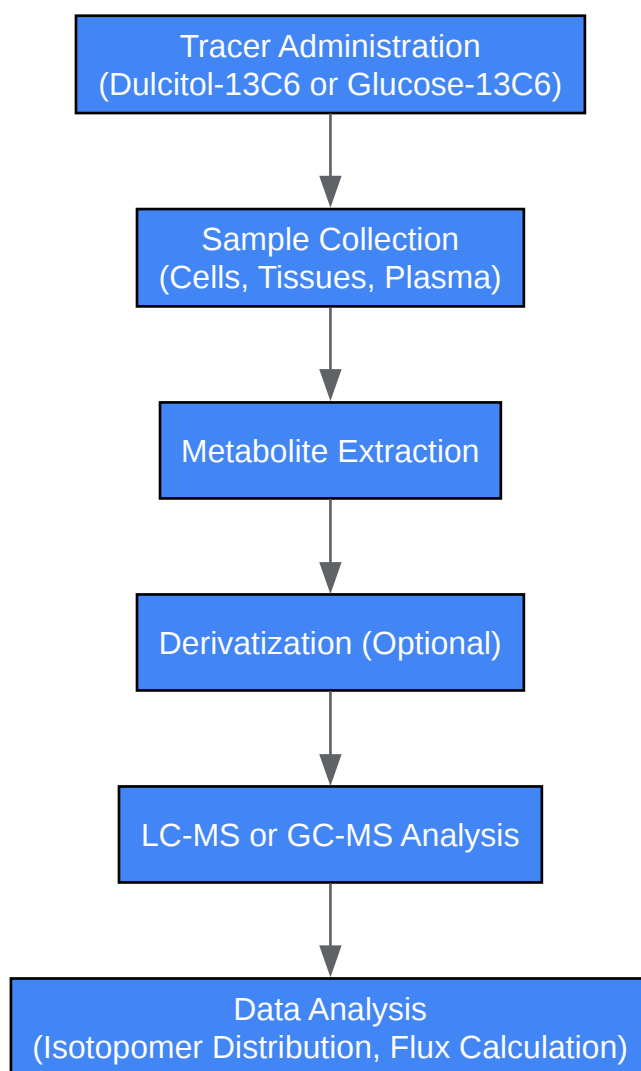 Tracer Administration
(Dulcitol-13C6 or Glucose-13C6)
Sample Collection
(Cells, Tissues, Plasma)
Metabolite Extraction
Derivatization (Optional)
LC-MS or GC-MS Analysis
Data Analysis
(Isotopomer Distribution, Flux Calculation)